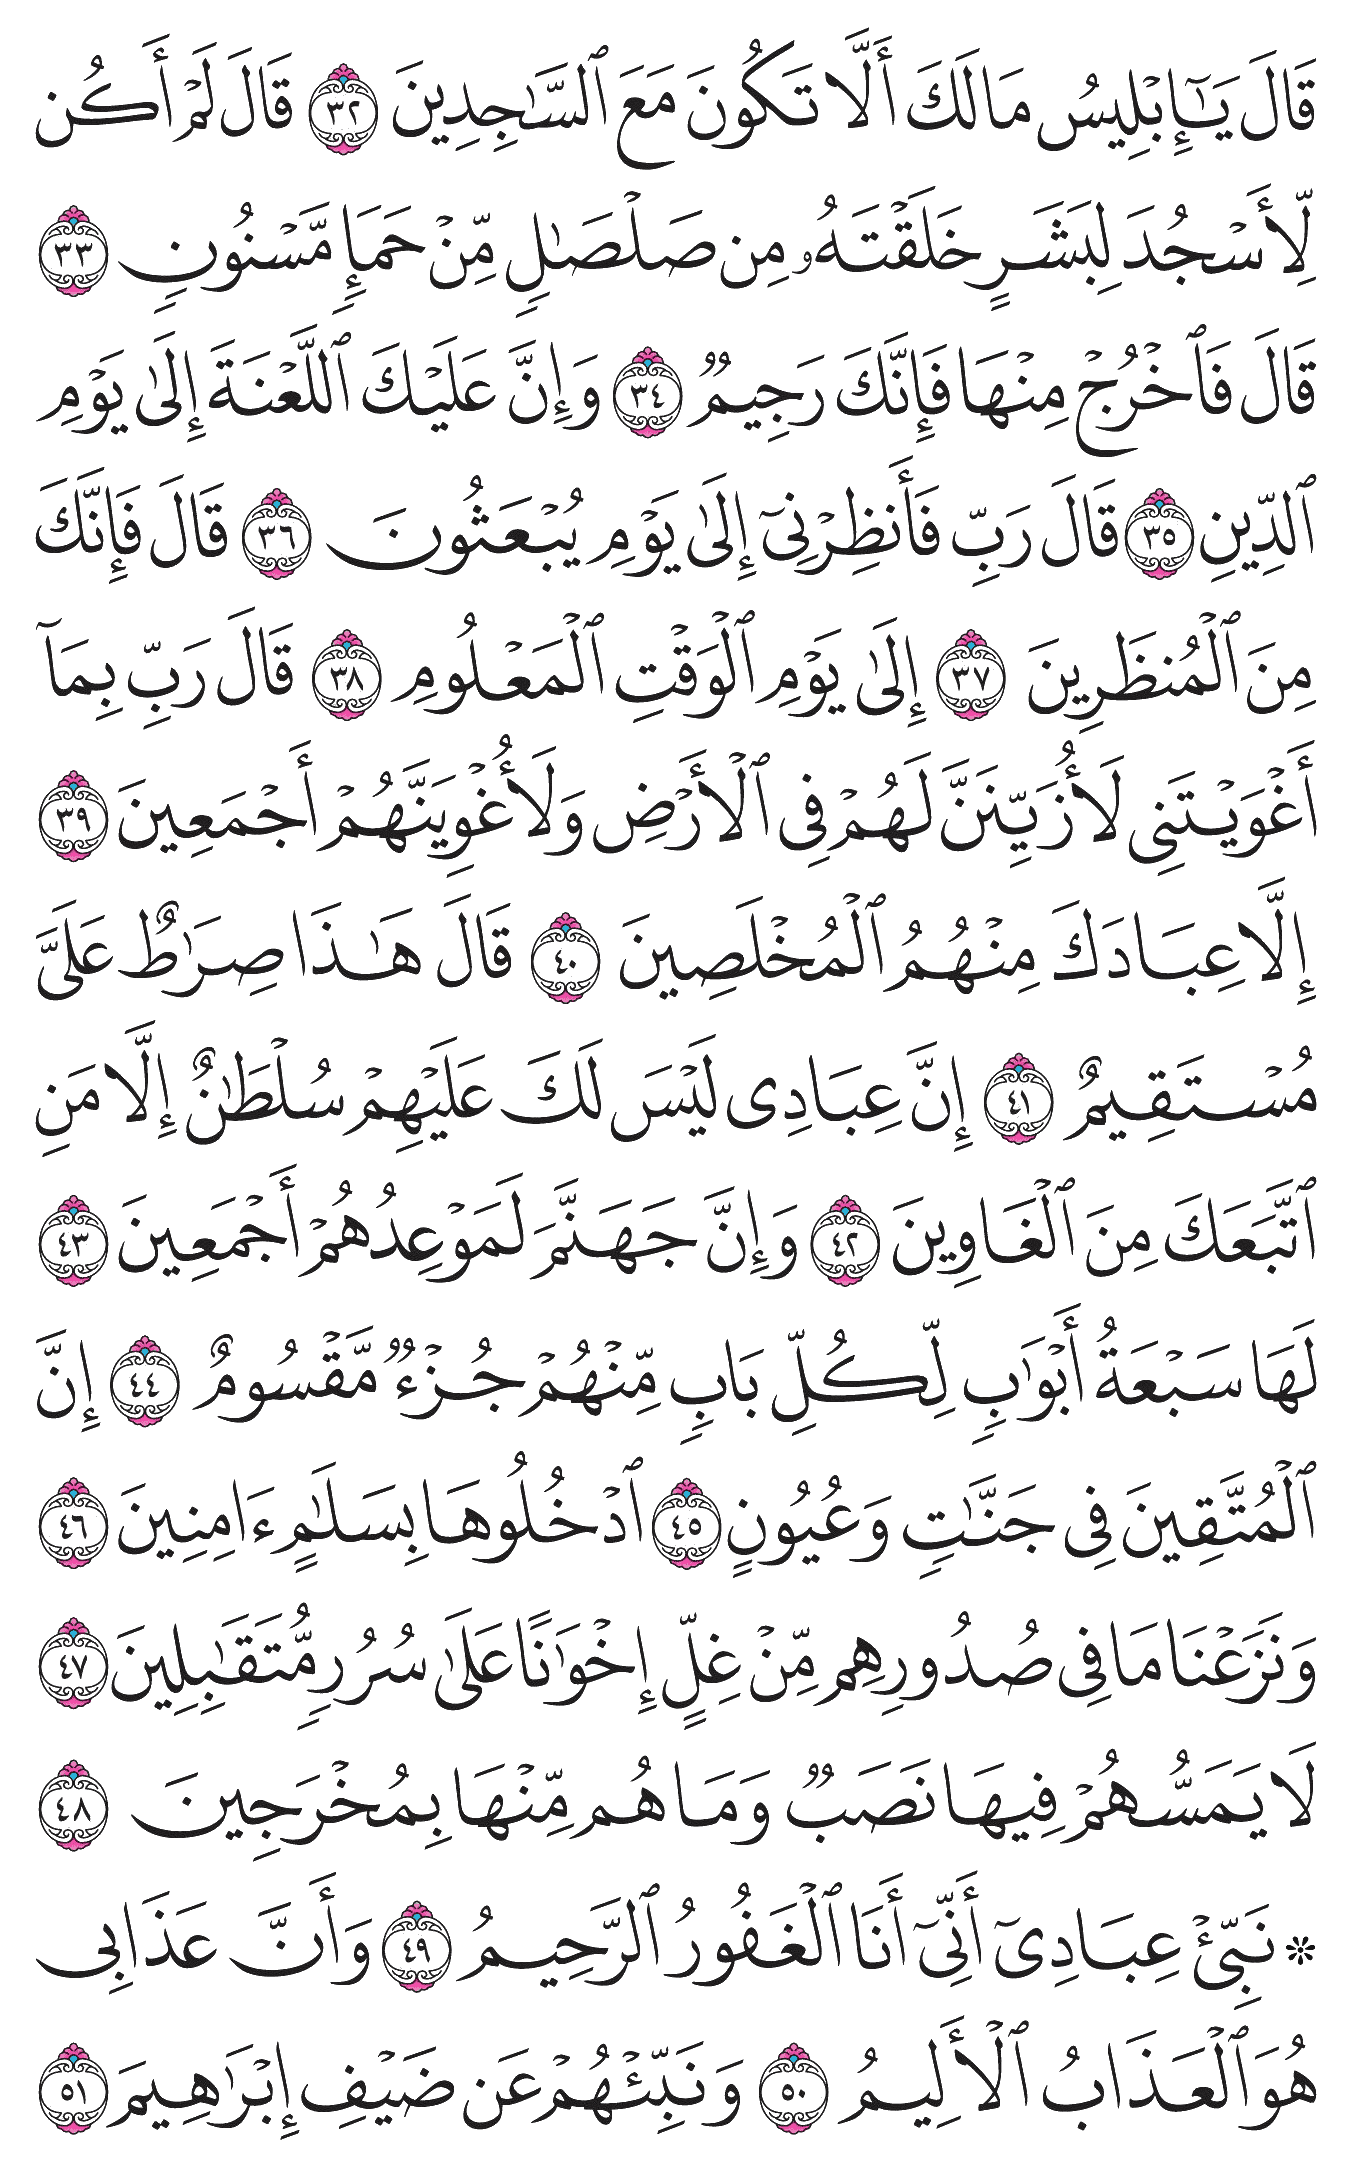 قَالَ يَٰٓإِبْلِيسُ مَا لَكَ أَلَّا تَكُونَ مَعَ ٱلسَّٰجِدِينَ ٣٢ قَالَ لَمْ أَكُن
لِّأَسْجُدَ لِبَشَرٍ خَلَقْتَهُۥ مِن صَلْصَٰلٍ مِّنْ حَمَإٍ مَّسْنُونٍ ٣٣
قَالَ فَٱخْرُجْ مِنْهَا فَإِنَّكَ رَجِيمٌ ٣٤ وَإِنَّ عَلَيْكَ ٱللَّعْنَةَ إِلَىٰ يَوْمِ
ٱلدِّينِ ٣٥ قَالَ رَبِّ فَأَنظِرْنِىٓ إِلَىٰ يَوْمِ يُبْعَثُونَ ٣٦ قَالَ فَإِنَّكَ
مِنَ ٱلْمُنظَرِينَ ٣٧ إِلَىٰ يَوْمِ ٱلْوَقْتِ ٱلْمَعْلُومِ ٣٨ قَالَ رَبِّ بِمَآ
أَغْوَيْتَنِى لَأُزَيِّنَنَّ لَهُمْ فِى ٱلْأَرْضِ وَلَأُغْوِيَنَّهُمْ أَجْمَعِينَ ٣٩
إِلَّا عِبَادَكَ مِنْهُمُ ٱلْمُخْلَصِينَ ٤٠ قَالَ هَٰذَا صِرَٰطٌ عَلَىَّ
مُسْتَقِيمٌ ٤١ إِنَّ عِبَادِى لَيْسَ لَكَ عَلَيْهِمْ سُلْطَٰنٌ إِلَّا مَنِ
ٱتَّبَعَكَ مِنَ ٱلْغَاوِينَ ٤٢ وَإِنَّ جَهَنَّمَ لَمَوْعِدُهُمْ أَجْمَعِينَ ٤٣
لَهَا سَبْعَةُ أَبْوَٰبٍ لِّكُلِّ بَابٍ مِّنْهُمْ جُزْءٌ مَّقْسُومٌ ٤٤ إِنَّ
ٱلْمُتَّقِينَ فِى جَنَّٰتٍ وَعُيُونٍ ٤٥ ٱدْخُلُوهَا بِسَلَٰمٍ ءَامِنِينَ ٤٦
وَنَزَعْنَا مَا فِى صُدُورِهِم مِّنْ غِلٍّ إِخْوَٰنًا عَلَىٰ سُرُرٍ مُّتَقَٰبِلِينَ ٤٧
لَا يَمَسُّهُمْ فِيهَا نَصَبٌ وَمَا هُم مِّنْهَا بِمُخْرَجِينَ ٤٨
۞ نَبِّئْ عِبَادِىٓ أَنِّىٓ أَنَا ٱلْغَفُورُ ٱلرَّحِيمُ ٤٩ وَأَنَّ عَذَابِى
هُوَ ٱلْعَذَابُ ٱلْأَلِيمُ ٥٠ وَنَبِّئْهُمْ عَن ضَيْفِ إِبْرَٰهِيمَ ٥١